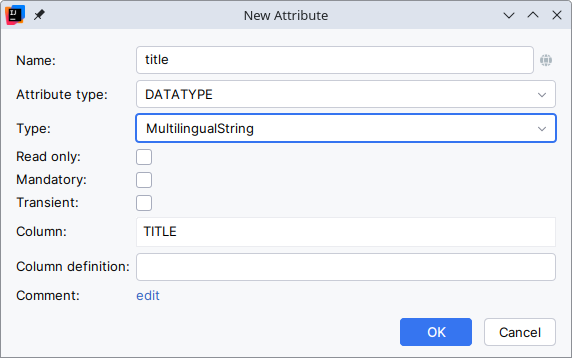 New Attribute
Name: title
Attribute type: DATATYPE
Type: MultilingualString
Read only:
Mandatory:
Transient:
Column: TITLE
Column definition:
Comment: edit
OK Cancel